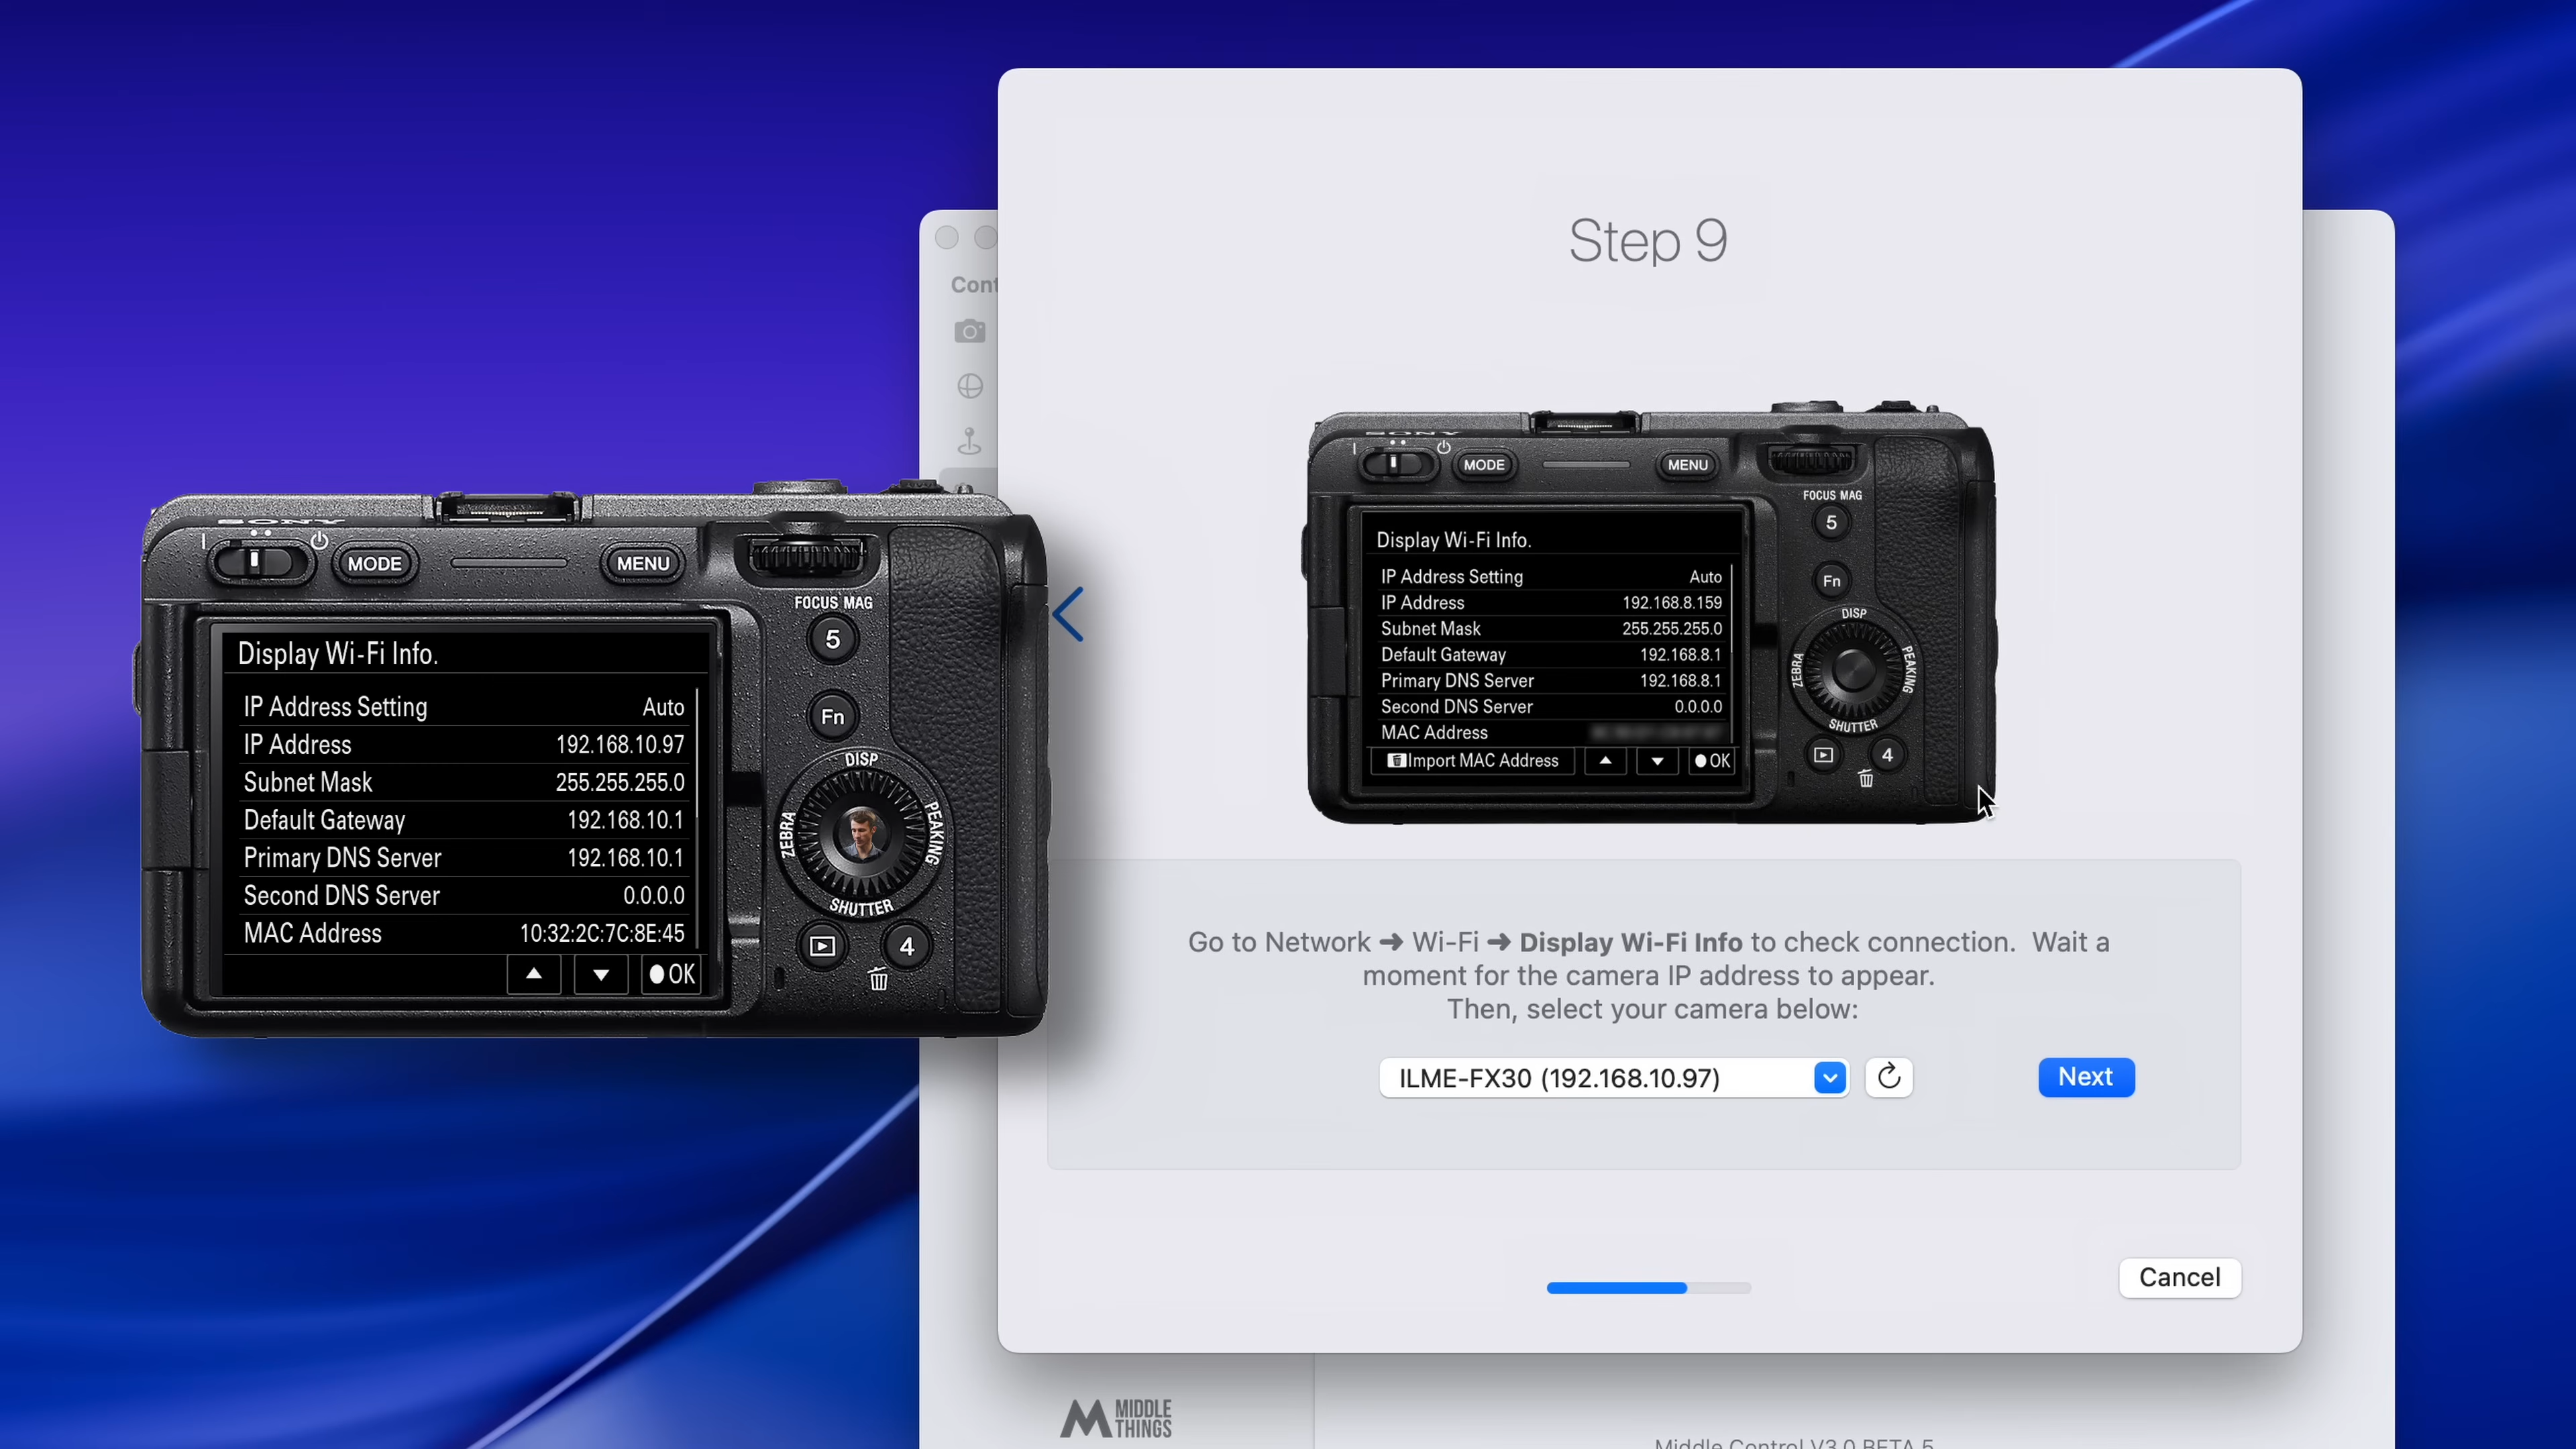 Step 9
Cont
SONY
MODE
MENU
FOCUS MAG
5
Fn
DISP
ZEBRA
PEAKING
SHUTTER
4
Display Wi-Fi Info.
IP Address Setting Auto
IP Address 192.168.8.159
Subnet Mask 255.255.255.0
Default Gateway 192.168.8.1
Primary DNS Server 192.168.8.1
Second DNS Server 0.0.0.0
MAC Address
Import MAC Address ▲ ▼ ●OK
SONY
MODE
MENU
FOCUS MAG
5
Fn
DISP
ZEBRA
PEAKING
SHUTTER
4
Display Wi-Fi Info.
IP Address Setting Auto
IP Address 192.168.10.97
Subnet Mask 255.255.255.0
Default Gateway 192.168.10.1
Primary DNS Server 192.168.10.1
Second DNS Server 0.0.0.0
MAC Address 10:32:2C:7C:8E:45
▲ ▼ ●OK
Go to Network ➜ Wi-Fi ➜ Display Wi-Fi Info to check connection. Wait a
moment for the camera IP address to appear.
Then, select your camera below:
ILME-FX30 (192.168.10.97)
Next
Cancel
MIDDLE
THINGS
Middle Control V3.0 BETA 5